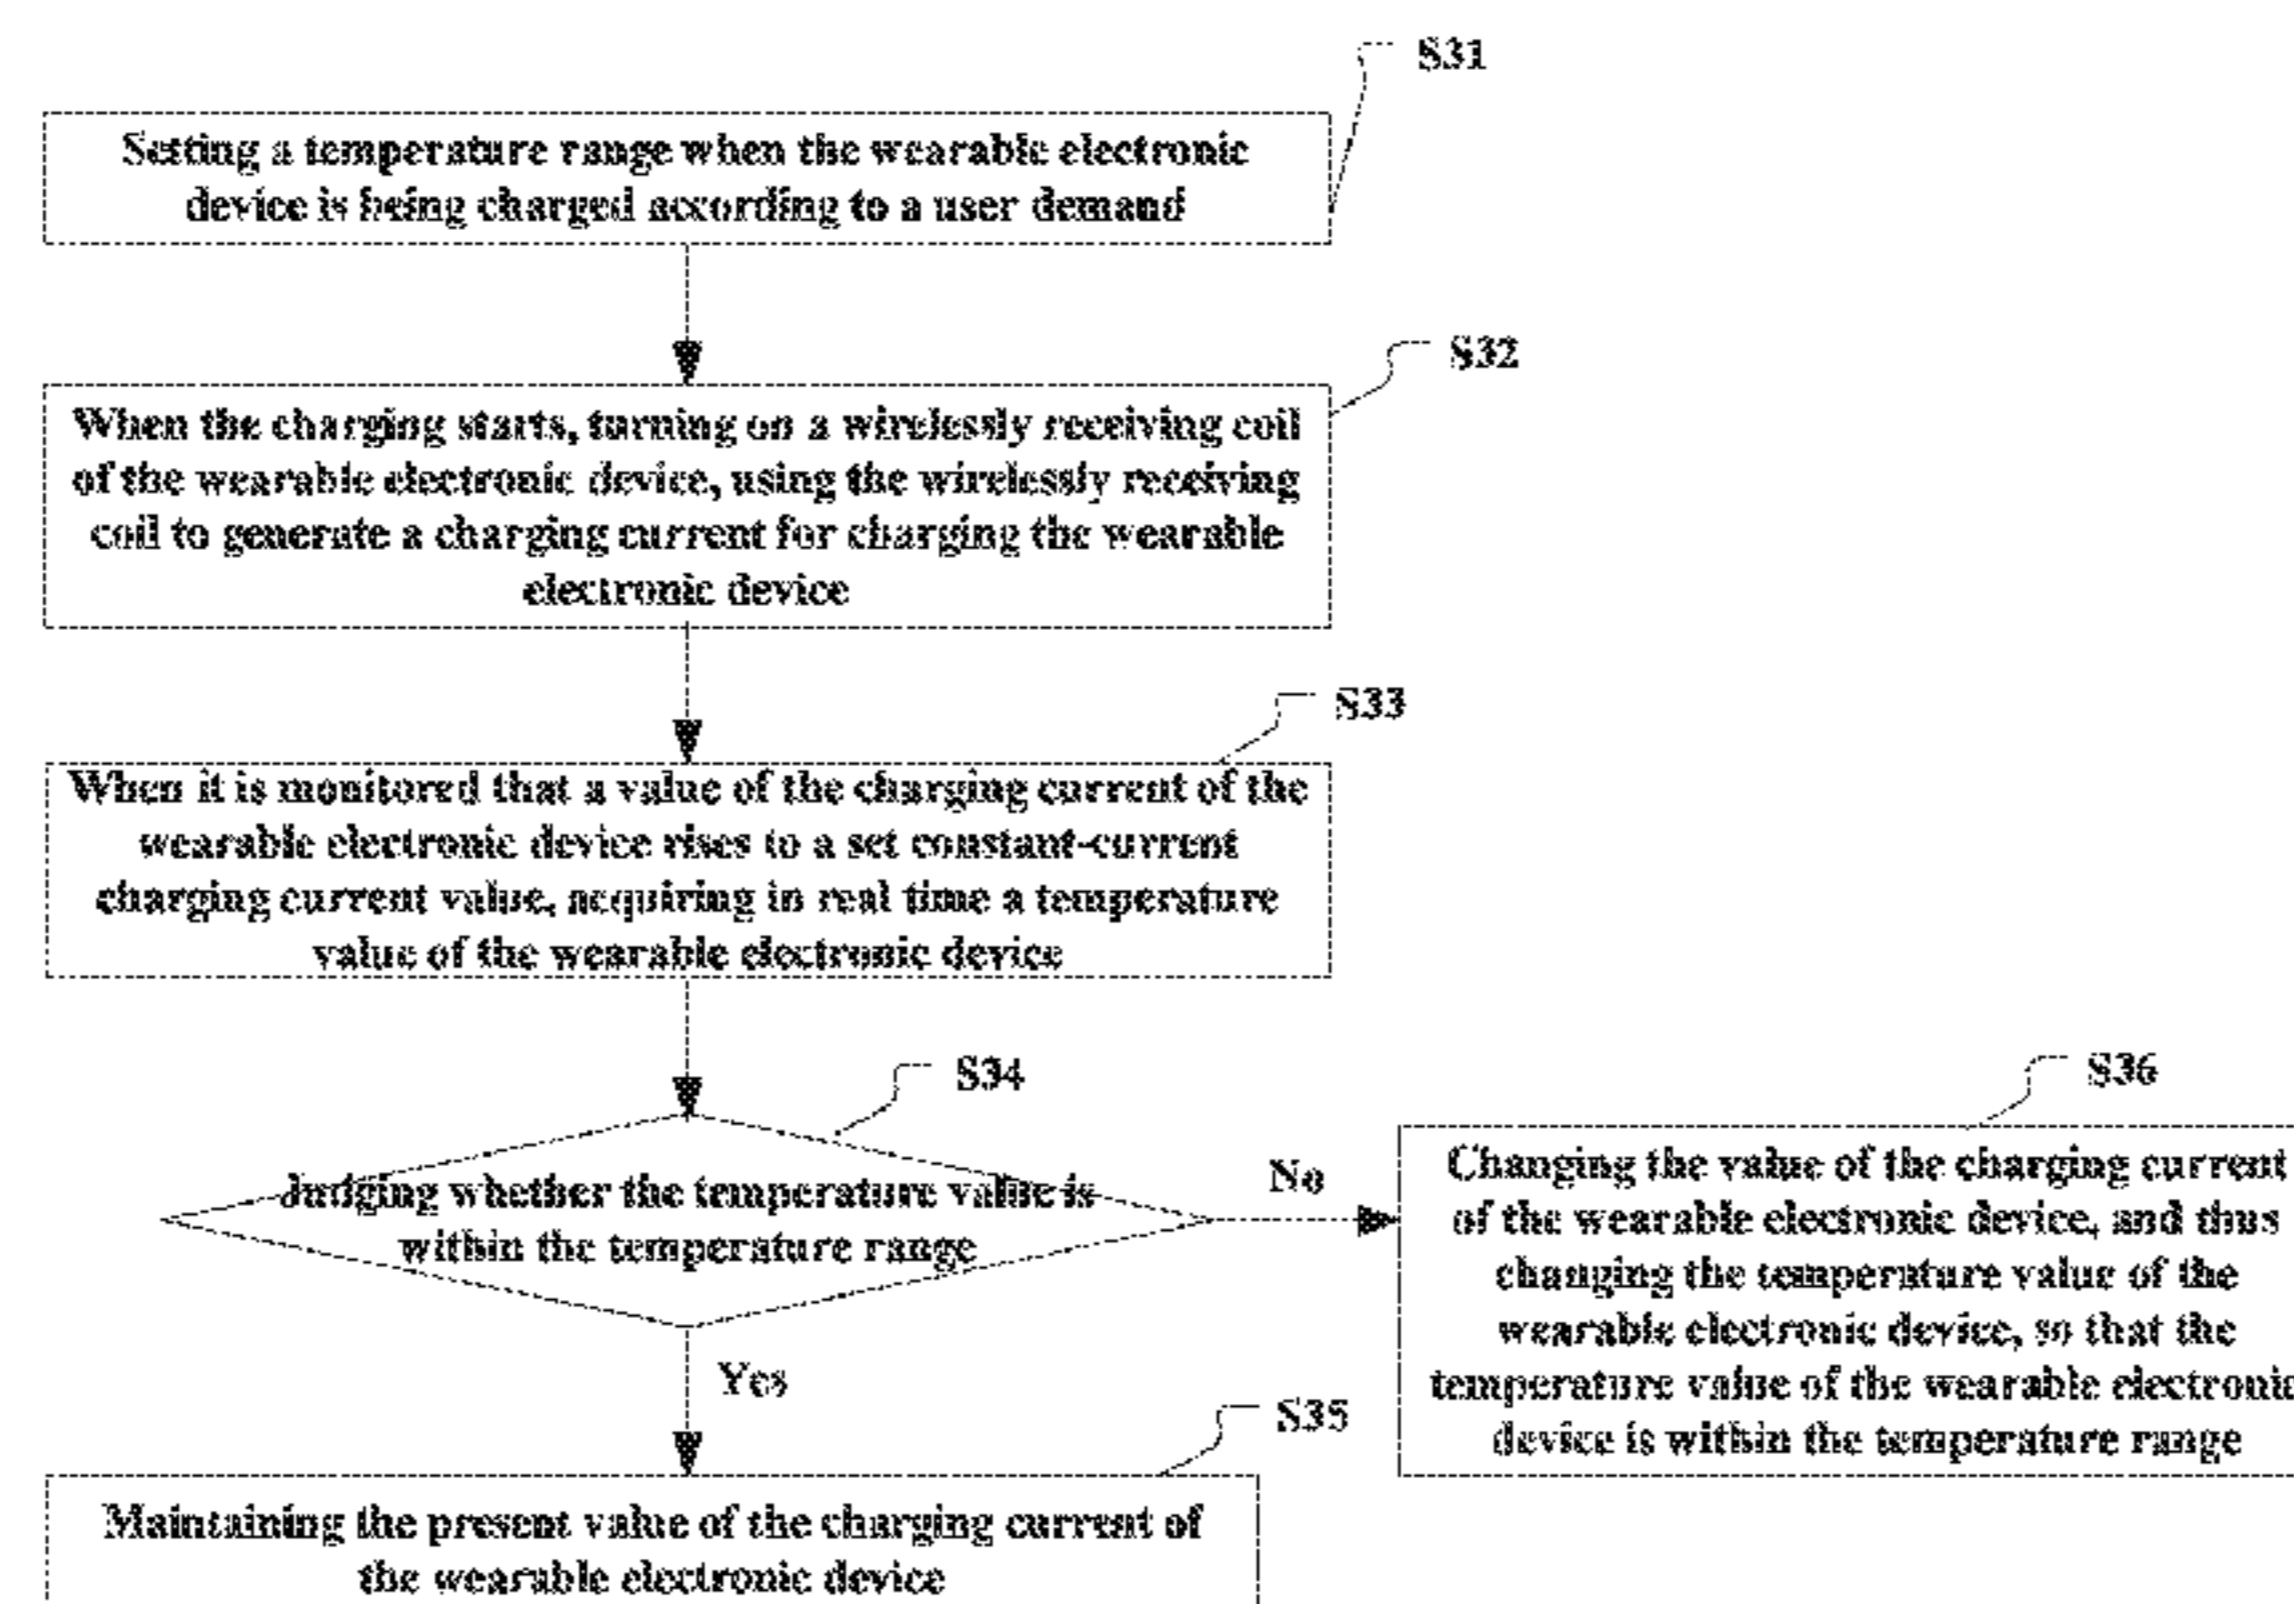 S31
Setting a temperature range when the wearable electronic
device is being charged according to a user demand
S32
When the charging starts, turning on a wirelessly receiving coil
of the wearable electronic device, using the wirelessly receiving
coil to generate a charging current for charging the wearable
electronic device
S33
When it is monitored that a value of the charging current of the
wearable electronic device rises to a set constant-current
charging current value, acquiring in real time a temperature
value of the wearable electronic device
S34
Judging whether the temperature value is
within the temperature range
No
S36
Changing the value of the charging current
of the wearable electronic device, and thus
changing the temperature value of the
wearable electronic device, so that the
temperature value of the wearable electronic
device is within the temperature range
Yes
S35
Maintaining the present value of the charging current of
the wearable electronic device